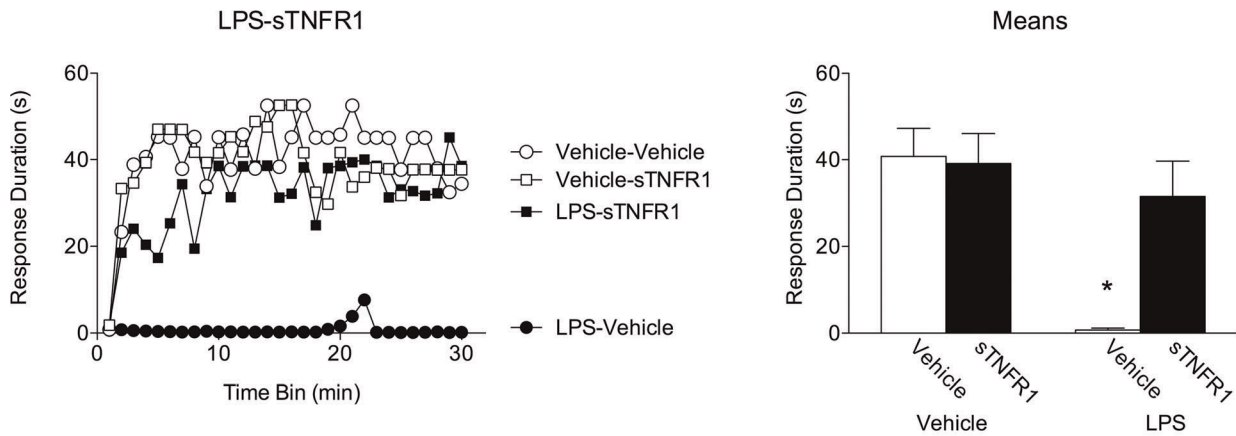 LPS-sTNFR1
Response Duration (s)
60
40
20
0
0
10
20
30
Time Bin (min)
Vehicle-Vehicle
Vehicle-sTNFR1
LPS-sTNFR1
LPS-Vehicle
Means
Response Duration (s)
60
40
20
0
*
Vehicle
sTNFR1
Vehicle
sTNFR1
Vehicle
LPS